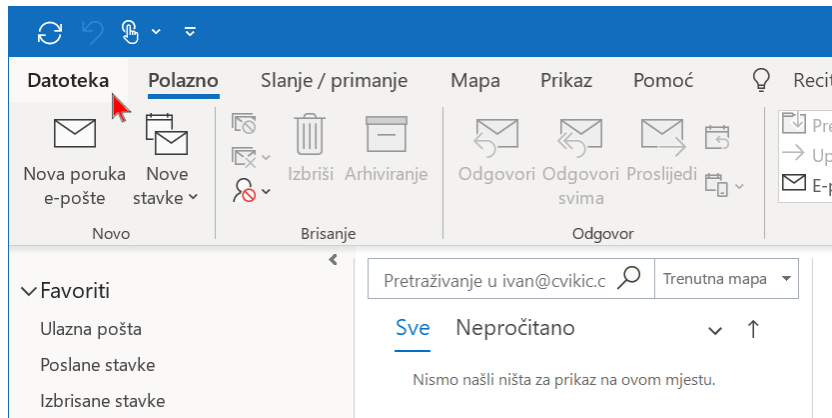 Datoteka Polazno Slanje / primanje Mapa Prikaz Pomoć
Nova poruka e-pošte
Nove stavke
Izbriši Arhiviranje
Odgovori Odgovori svima Proslijedi
Novo Brisanje Odgovor
Favoriti
Pretraživanje u ivan@cvikic.c Trenutna mapa
Ulazna pošta
Sve Nepročitano
Poslane stavke
Nismo našli ništa za prikaz na ovom mjestu.
Izbrisane stavke